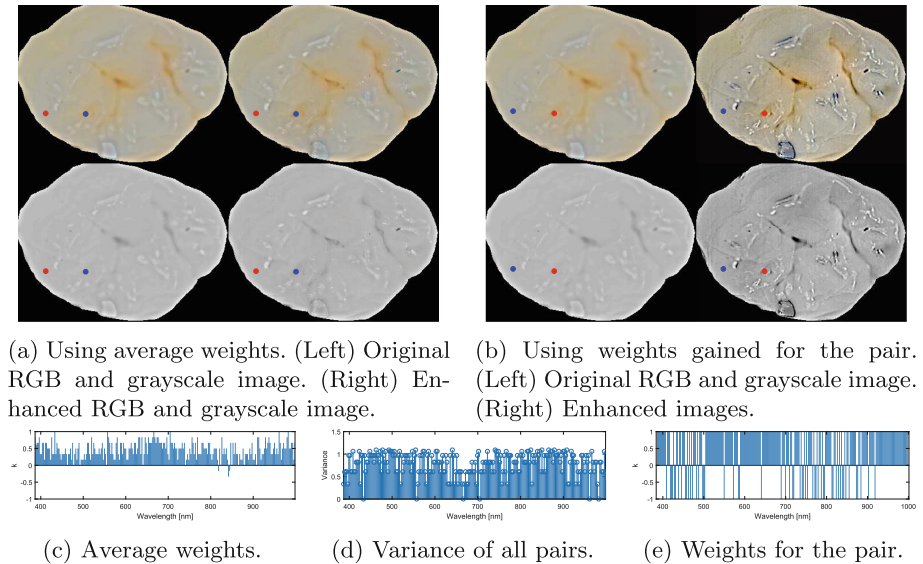 (a) Using average weights. (Left) Original
RGB and grayscale image. (Right) En-
hanced RGB and grayscale image.
(b) Using weights gained for the pair.
(Left) Original RGB and grayscale image.
(Right) Enhanced images.
1
0.5
0
-0.5
-1
k
400 500 600 700 800 900
Wavelength [nm]
(c) Average weights.
1.5
1
0.5
0
Variance
400 500 600 700 800 900
Wavelength [nm]
(d) Variance of all pairs.
1
0.5
0
-0.5
-1
k
400 500 600 700 800 900 1000
Wavelength [nm]
(e) Weights for the pair.